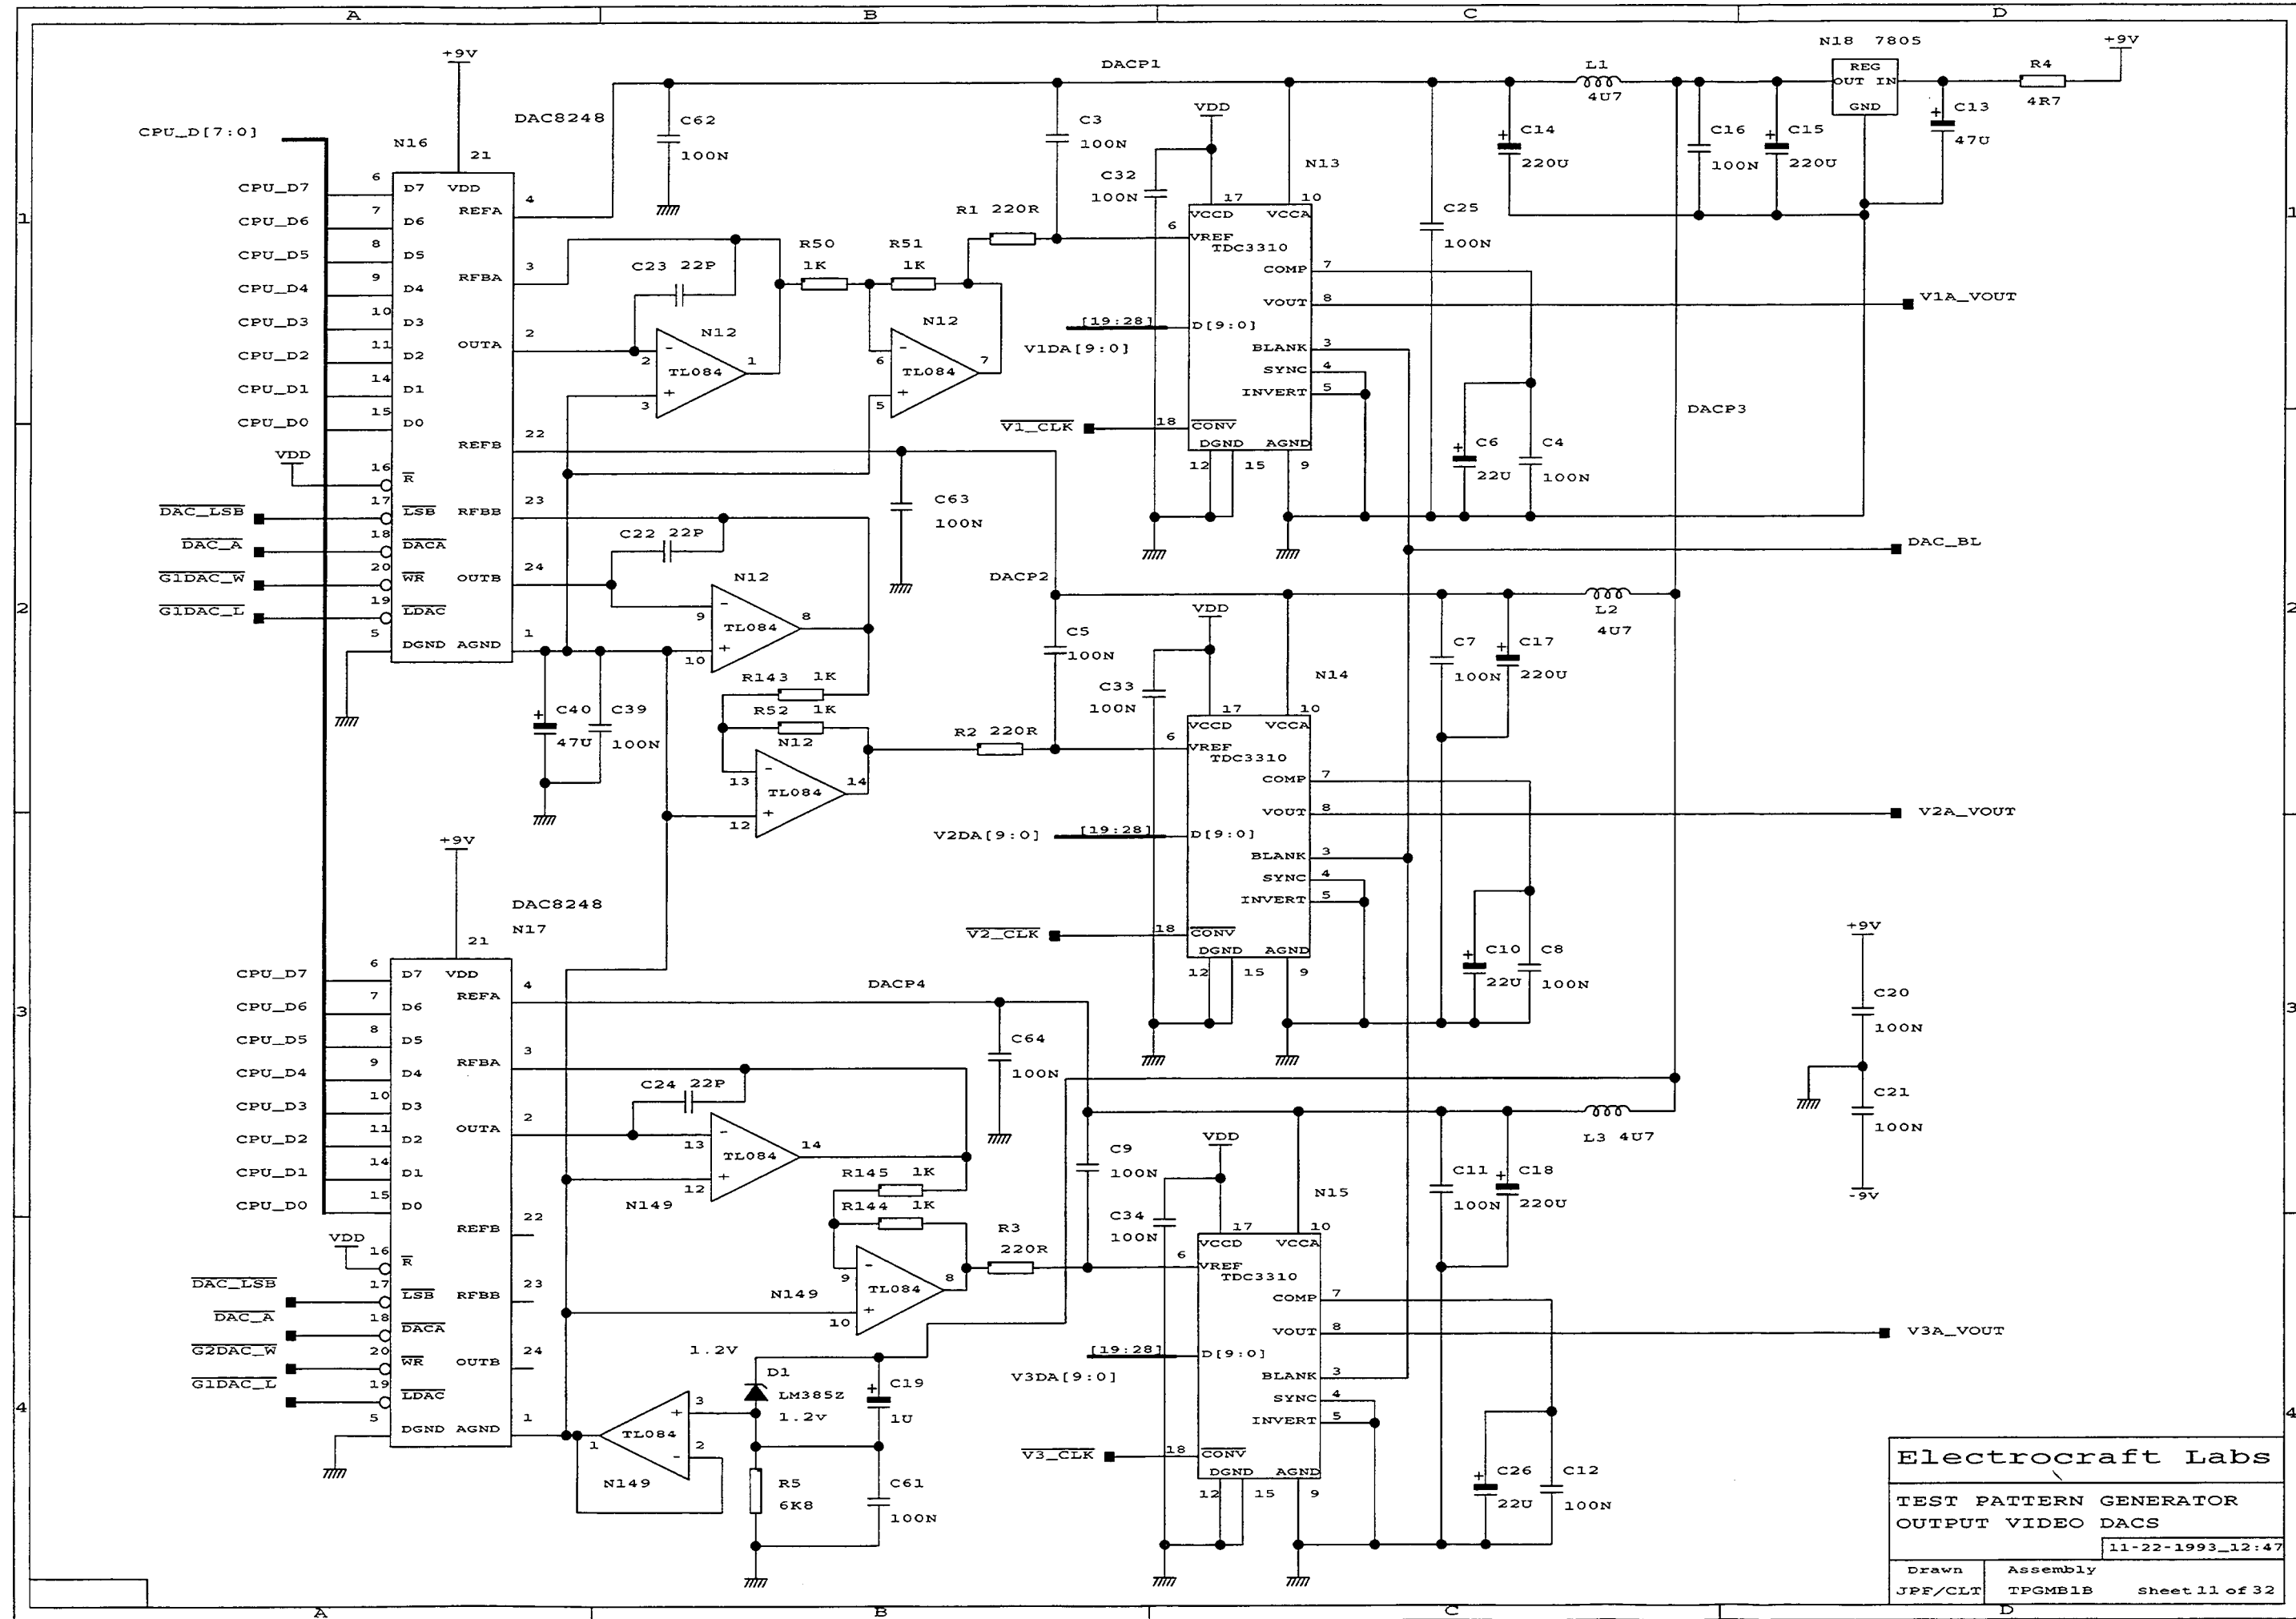 A B C D
N18 7805
+9V
+9V
DACP1
L1
4U7
REG
OUT IN
GND
R4
4R7
C13
47U
CPU_D[7:0]
DAC8248
N16
21
C62
100N
C3
100N
VDD
N13
C14
220U
C16
100N
C15
220U
C32
100N
C25
100N
CPU_D7 6 D7 VDD
CPU_D6 7 D6 REFA 4
CPU_D5 8 D5
CPU_D4 9 D4 RFBA 3
CPU_D3 10 D3
CPU_D2 11 D2 OUTA 2
CPU_D1 14 D1
CPU_D0 15 D0
REFB 22
VDD 16 R
DAC_LSB 17 LSB RFBB 23
DAC_A 18 DACA
G1DAC_W 20 WR OUTB 24
G1DAC_L 19 LDAC
5 DGND AGND 1
R1 220R
R50
1K
R51
1K
C23 22P
N12
TL084
2 - 1
3 +
N12
TL084
6 - 7
5 +
17 10
VCCD VCCA
6 VREF
TDC3310
COMP 7
VOUT 8
V1A_VOUT
[19:28] D[9:0]
V1DA[9:0]
BLANK 3
SYNC 4
INVERT 5
V1_CLK 18 CONV
DGND AGND
12 15 9
DACP3
C6
22U
C4
100N
C63
100N
C22 22P
N12
TL084
9 - 8
10 +
DAC_BL
DACP2
VDD
L2
4U7
C5
100N
C7
100N
C17
220U
C33
100N
N14
R143 1K
R52 1K
N12
TL084
13 - 14
12 +
C40
47U
C39
100N
R2 220R
17 10
VCCD VCCA
6 VREF
TDC3310
COMP 7
VOUT 8
V2A_VOUT
V2DA[9:0] [19:28] D[9:0]
BLANK 3
SYNC 4
INVERT 5
V2_CLK 18 CONV
DGND AGND
12 15 9
C10
22U
C8
100N
+9V
C20
100N
C21
100N
-9V
+9V
DAC8248
N17
21
CPU_D7 6 D7 VDD
CPU_D6 7 D6 REFA 4
CPU_D5 8 D5
CPU_D4 9 D4 RFBA 3
CPU_D3 10 D3
CPU_D2 11 D2 OUTA 2
CPU_D1 14 D1
CPU_D0 15 D0
REFB 22
VDD 16 R
DAC_LSB 17 LSB RFBB 23
DAC_A 18 DACA
G2DAC_W 20 WR OUTB 24
G1DAC_L 19 LDAC
5 DGND AGND 1
DACP4
C64
100N
C24 22P
13 - 14
TL084
12 +
N149
R145 1K
R144 1K
9 - 8
TL084
10 +
N149
R3
220R
C9
100N
VDD
L3 4U7
C11
100N
C18
220U
C34
100N
N15
17 10
VCCD VCCA
6 VREF
TDC3310
COMP 7
VOUT 8
V3A_VOUT
[19:28] D[9:0]
V3DA[9:0]
BLANK 3
SYNC 4
INVERT 5
V3_CLK 18 CONV
DGND AGND
12 15 9
C26
22U
C12
100N
1.2V
D1
LM385Z
1.2V
C19
1U
+ 3
TL084
1 - 2
N149
R5
6K8
C61
100N
1 2 3 4
1 2 3 4
Electrocraft Labs
TEST PATTERN GENERATOR
OUTPUT VIDEO DACS
11-22-1993_12:47
Drawn Assembly
JPF/CLT TPGMB1B Sheet 11 of 32
A B C D